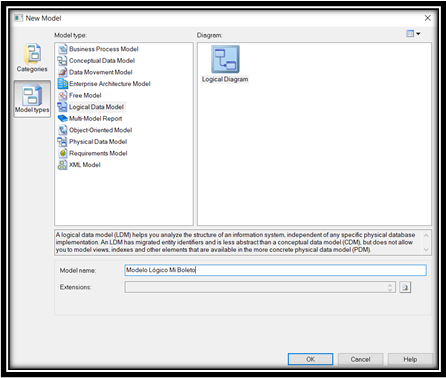 New Model
Model type:
Diagram:
Categories
Model types
Business Process Model
Conceptual Data Model
Data Movement Model
Enterprise Architecture Model
Free Model
Logical Data Model
Multi-Model Report
Object-Oriented Model
Physical Data Model
Requirements Model
XML Model
Logical Diagram
A logical data model (LDM) helps you analyze the structure of an information system, independent of any specific physical database
implementation. An LDM has migrated entity identifiers and is less abstract than a conceptual data model (CDM), but does not allow
you to model views, indexes and other elements that are available in the more concrete physical data model (PDM).
Model name:
Modelo Lógico Mi Boleto
Extensions:
OK
Cancel
Help